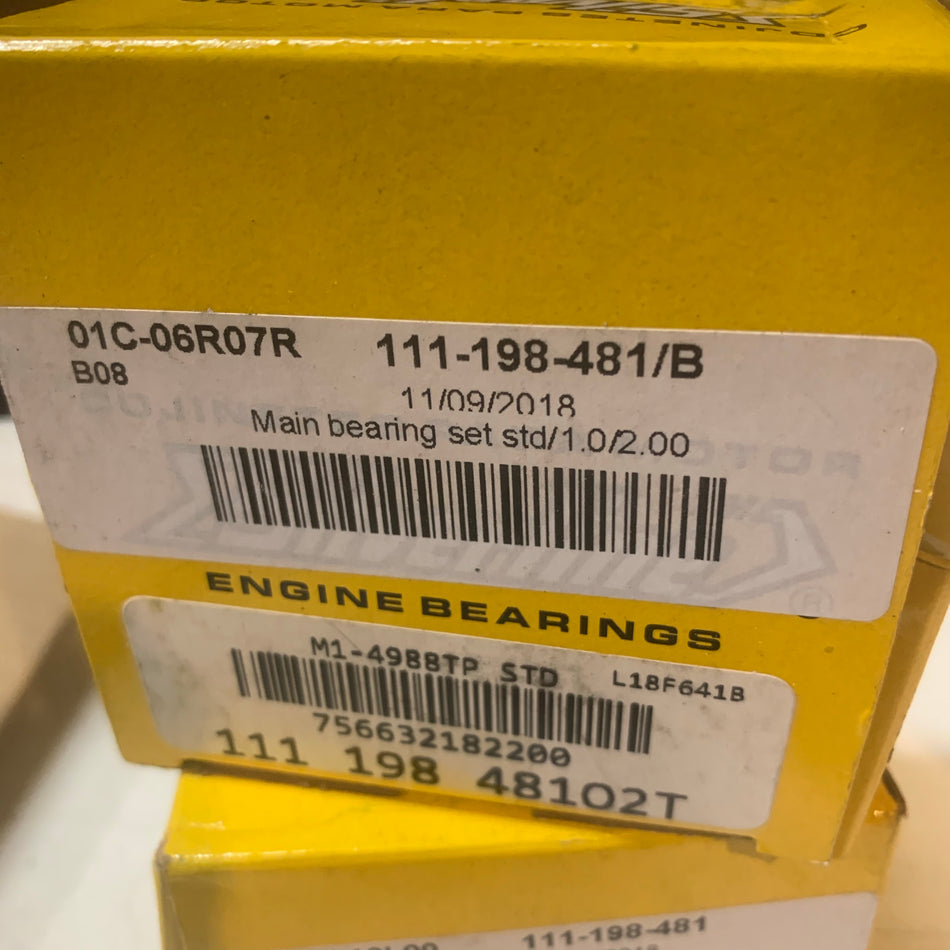 01C-06R07R 111-198-481/B
B08
11/09/2018
Main bearing set std/1.0/2.00
ENGINE BEARINGS
M1-4988TP STD L18F641B
756632182200
111 198 48102T
111-198-481